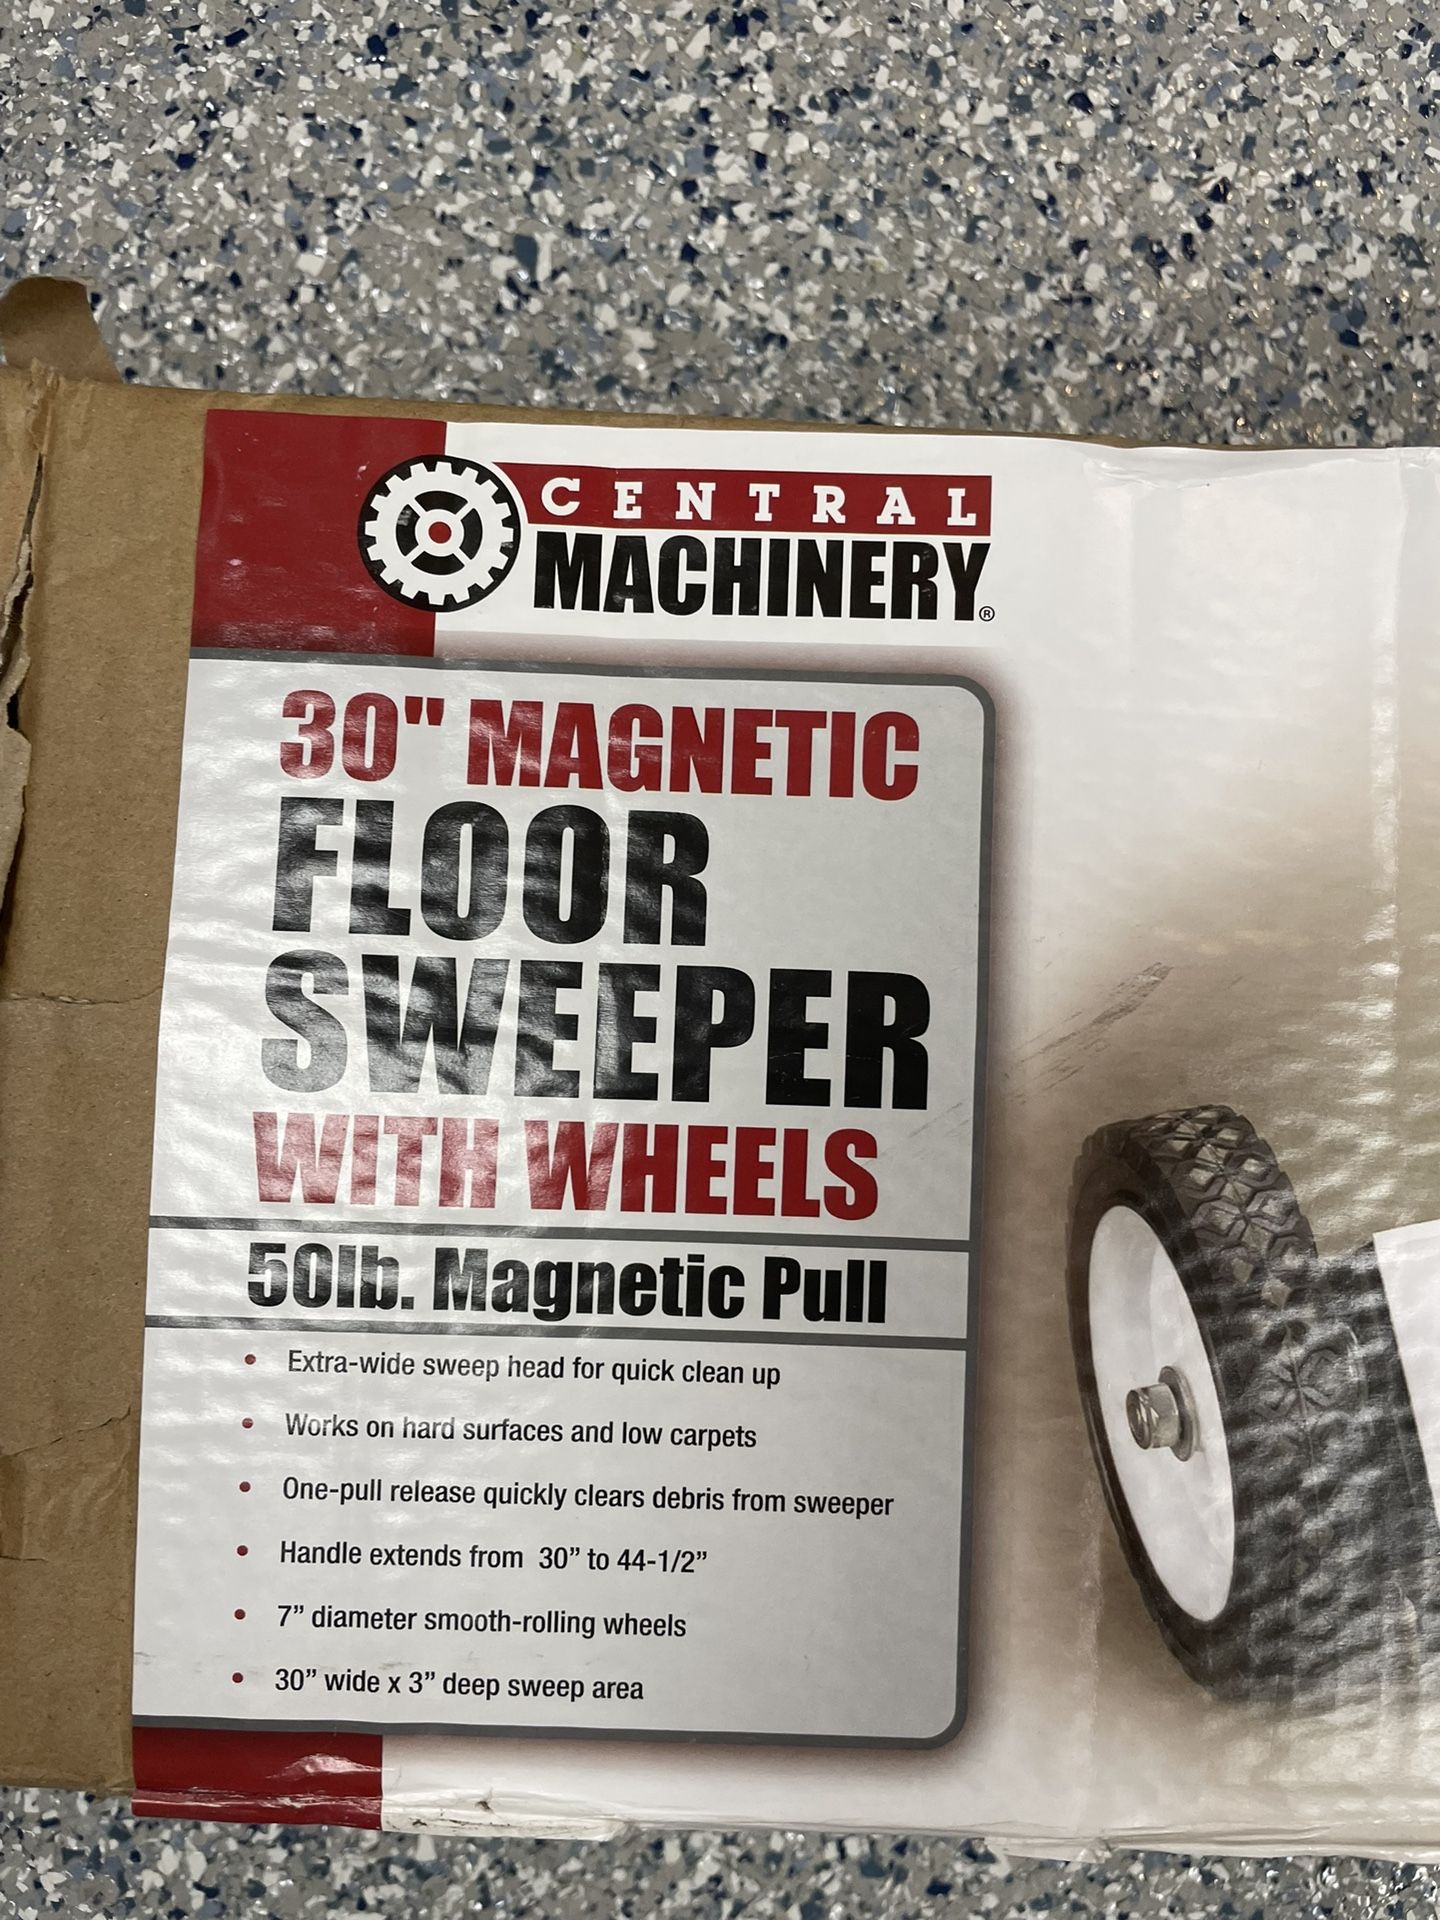 CENTRAL
MACHINERY®
30" MAGNETIC
FLOOR
SWEEPER
WITH WHEELS
50lb. Magnetic Pull
• Extra-wide sweep head for quick clean up
• Works on hard surfaces and low carpets
• One-pull release quickly clears debris from sweeper
• Handle extends from 30” to 44-1/2”
• 7” diameter smooth-rolling wheels
• 30” wide x 3” deep sweep area